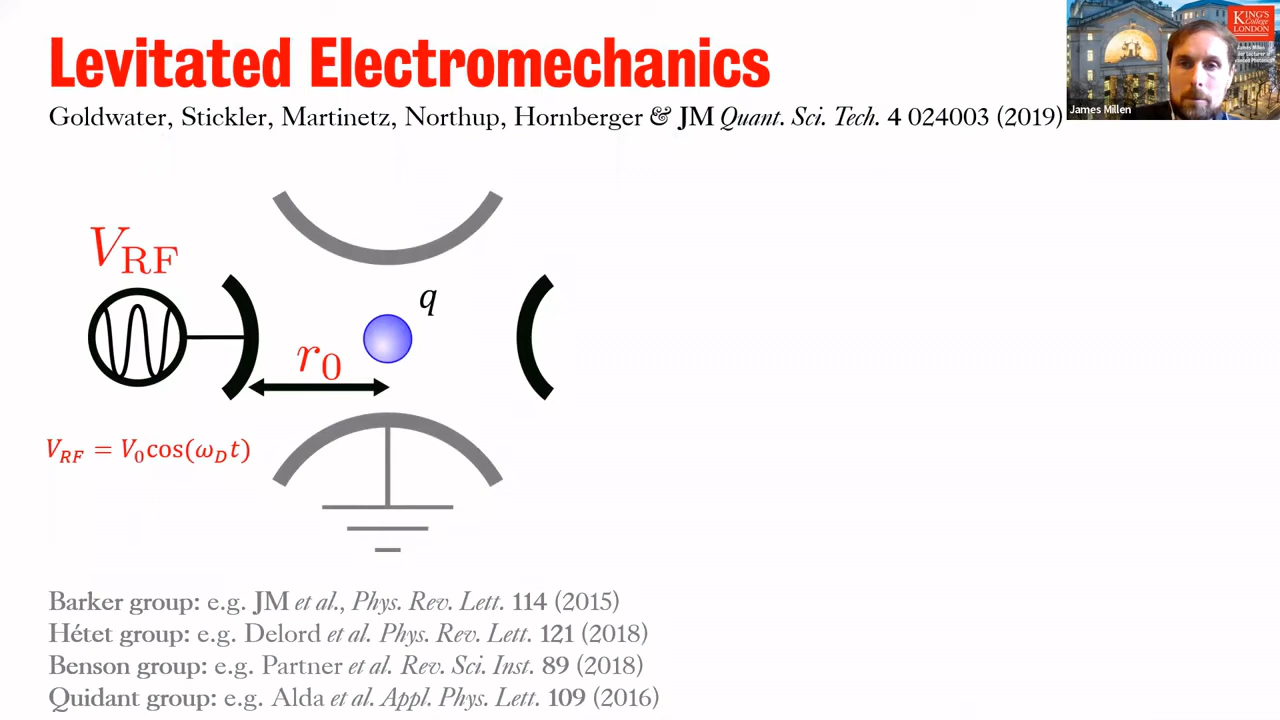 Levitated Electromechanics
Goldwater, Stickler, Martinetz, Northup, Hornberger & JM Quant. Sci. Tech. 4 024003 (2019)
KING'S
College
LONDON
James Millen
James Millen
V_RF
q
r_0
V_RF = V_0cos(ω_D t)
Barker group: e.g. JM et al., Phys. Rev. Lett. 114 (2015)
Hétet group: e.g. Delord et al. Phys. Rev. Lett. 121 (2018)
Benson group: e.g. Partner et al. Rev. Sci. Inst. 89 (2018)
Quidant group: e.g. Alda et al. Appl. Phys. Lett. 109 (2016)